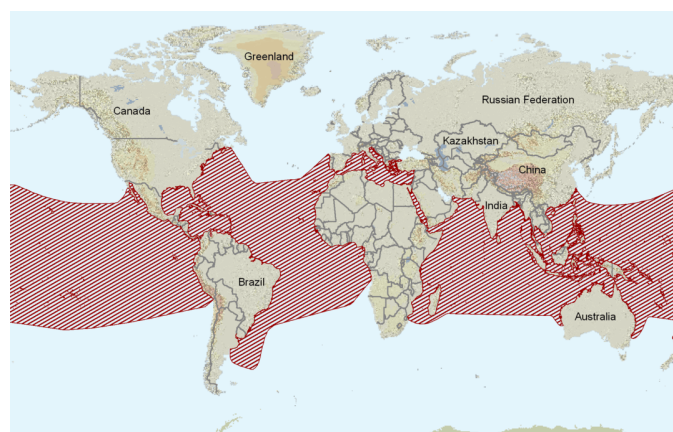 Greenland
Canada
Russian Federation
Kazakhstan
China
India
Brazil
Australia